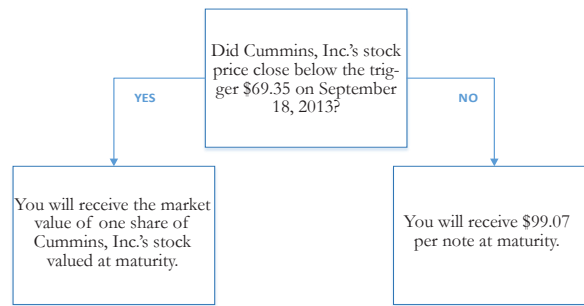 Did Cummins, Inc.'s stock
price close below the trig-
ger $69.35 on September
18, 2013?
YES
NO
You will receive the market
value of one share of
Cummins, Inc.'s stock
valued at maturity.
You will receive $99.07
per note at maturity.